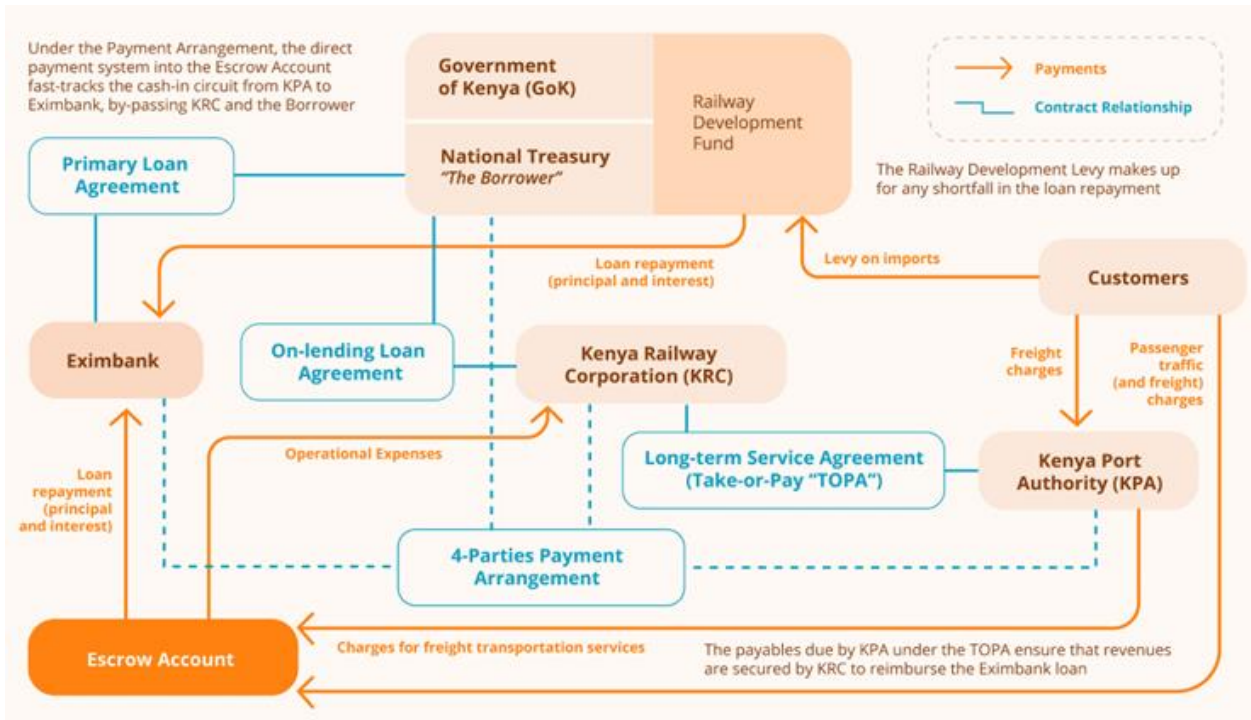 Under the Payment Arrangement, the direct
payment system into the Escrow Account
fast-tracks the cash-in circuit from KPA to
Eximbank, by-passing KRC and the Borrower
Government
of Kenya (GoK)
National Treasury
“The Borrower”
Railway
Development
Fund
Payments
Contract Relationship
Primary Loan
Agreement
The Railway Development Levy makes up
for any shortfall in the loan repayment
Loan repayment
(principal and interest)
Levy on imports
Customers
Eximbank
On-lending Loan
Agreement
Kenya Railway
Corporation (KRC)
Freight
charges
Passenger
traffic
(and freight)
charges
Operational Expenses
Long-term Service Agreement
(Take-or-Pay “TOPA”)
Kenya Port
Authority (KPA)
Loan
repayment
(principal
and interest)
4-Parties Payment
Arrangement
Escrow Account
Charges for freight transportation services
The payables due by KPA under the TOPA ensure that revenues
are secured by KRC to reimburse the Eximbank loan